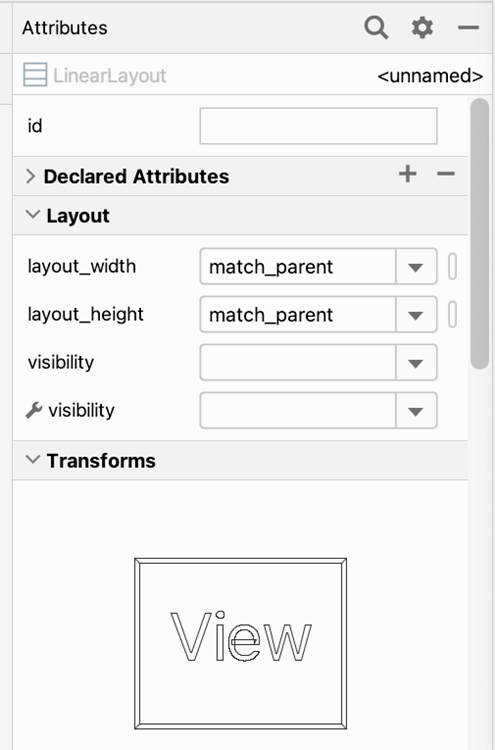 Attributes
LinearLayout <unnamed>
id
Declared Attributes
Layout
layout_width match_parent
layout_height match_parent
visibility
visibility
Transforms
View